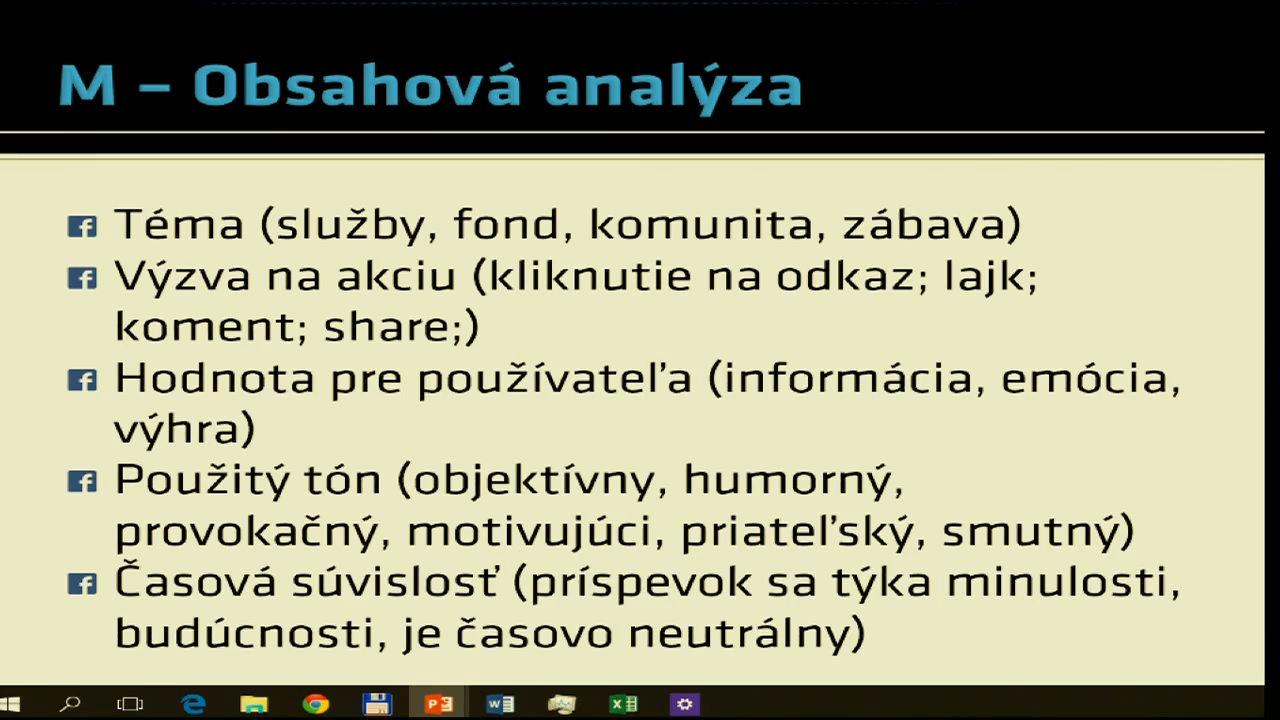 M – Obsahová analýza
Téma (služby, fond, komunita, zábava)
Výzva na akciu (kliknutie na odkaz; lajk;
koment; share;)
Hodnota pre používateľa (informácia, emócia,
výhra)
Použitý tón (objektívny, humorný,
provokačný, motivujúci, priateľský, smutný)
Časová súvislosť (príspevok sa týka minulosti,
budúcnosti, je časovo neutrálny)